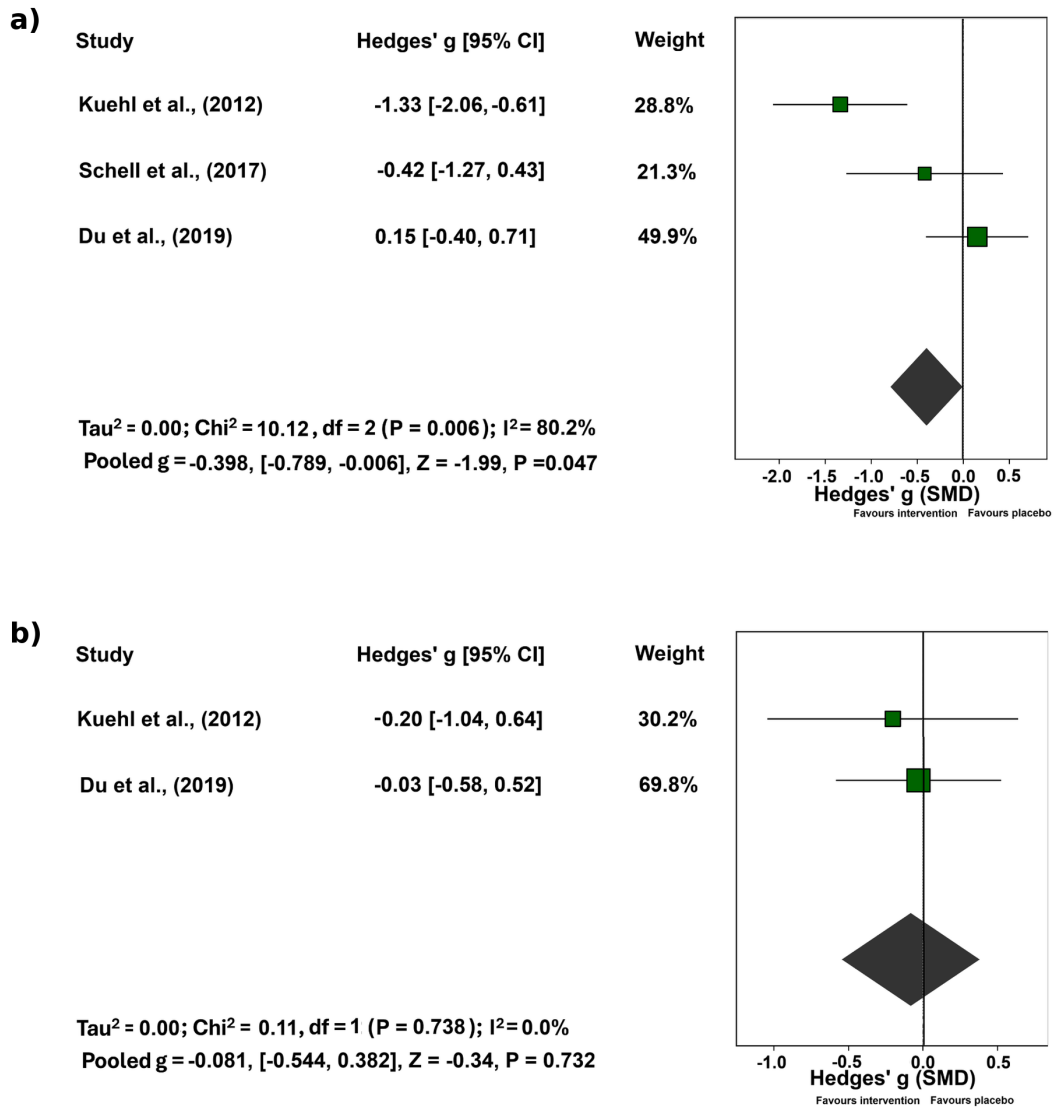 a)
Study Hedges' g [95% CI] Weight
Kuehl et al., (2012) -1.33 [-2.06, -0.61] 28.8%
Schell et al., (2017) -0.42 [-1.27, 0.43] 21.3%
Du et al., (2019) 0.15 [-0.40, 0.71] 49.9%
Tau² = 0.00; Chi² = 10.12, df = 2 (P = 0.006); I² = 80.2%
Pooled g = -0.398, [-0.789, -0.006], Z = -1.99, P =0.047
-2.0 -1.5 -1.0 -0.5 0.0 0.5
Hedges' g (SMD)
Favours intervention Favours placebo
b)
Study Hedges' g [95% CI] Weight
Kuehl et al., (2012) -0.20 [-1.04, 0.64] 30.2%
Du et al., (2019) -0.03 [-0.58, 0.52] 69.8%
Tau² = 0.00; Chi² = 0.11, df = 1 (P = 0.738); I² = 0.0%
Pooled g = -0.081, [-0.544, 0.382], Z = -0.34, P = 0.732
-1.0 -0.5 0.0 0.5
Hedges' g (SMD)
Favours intervention Favours placebo